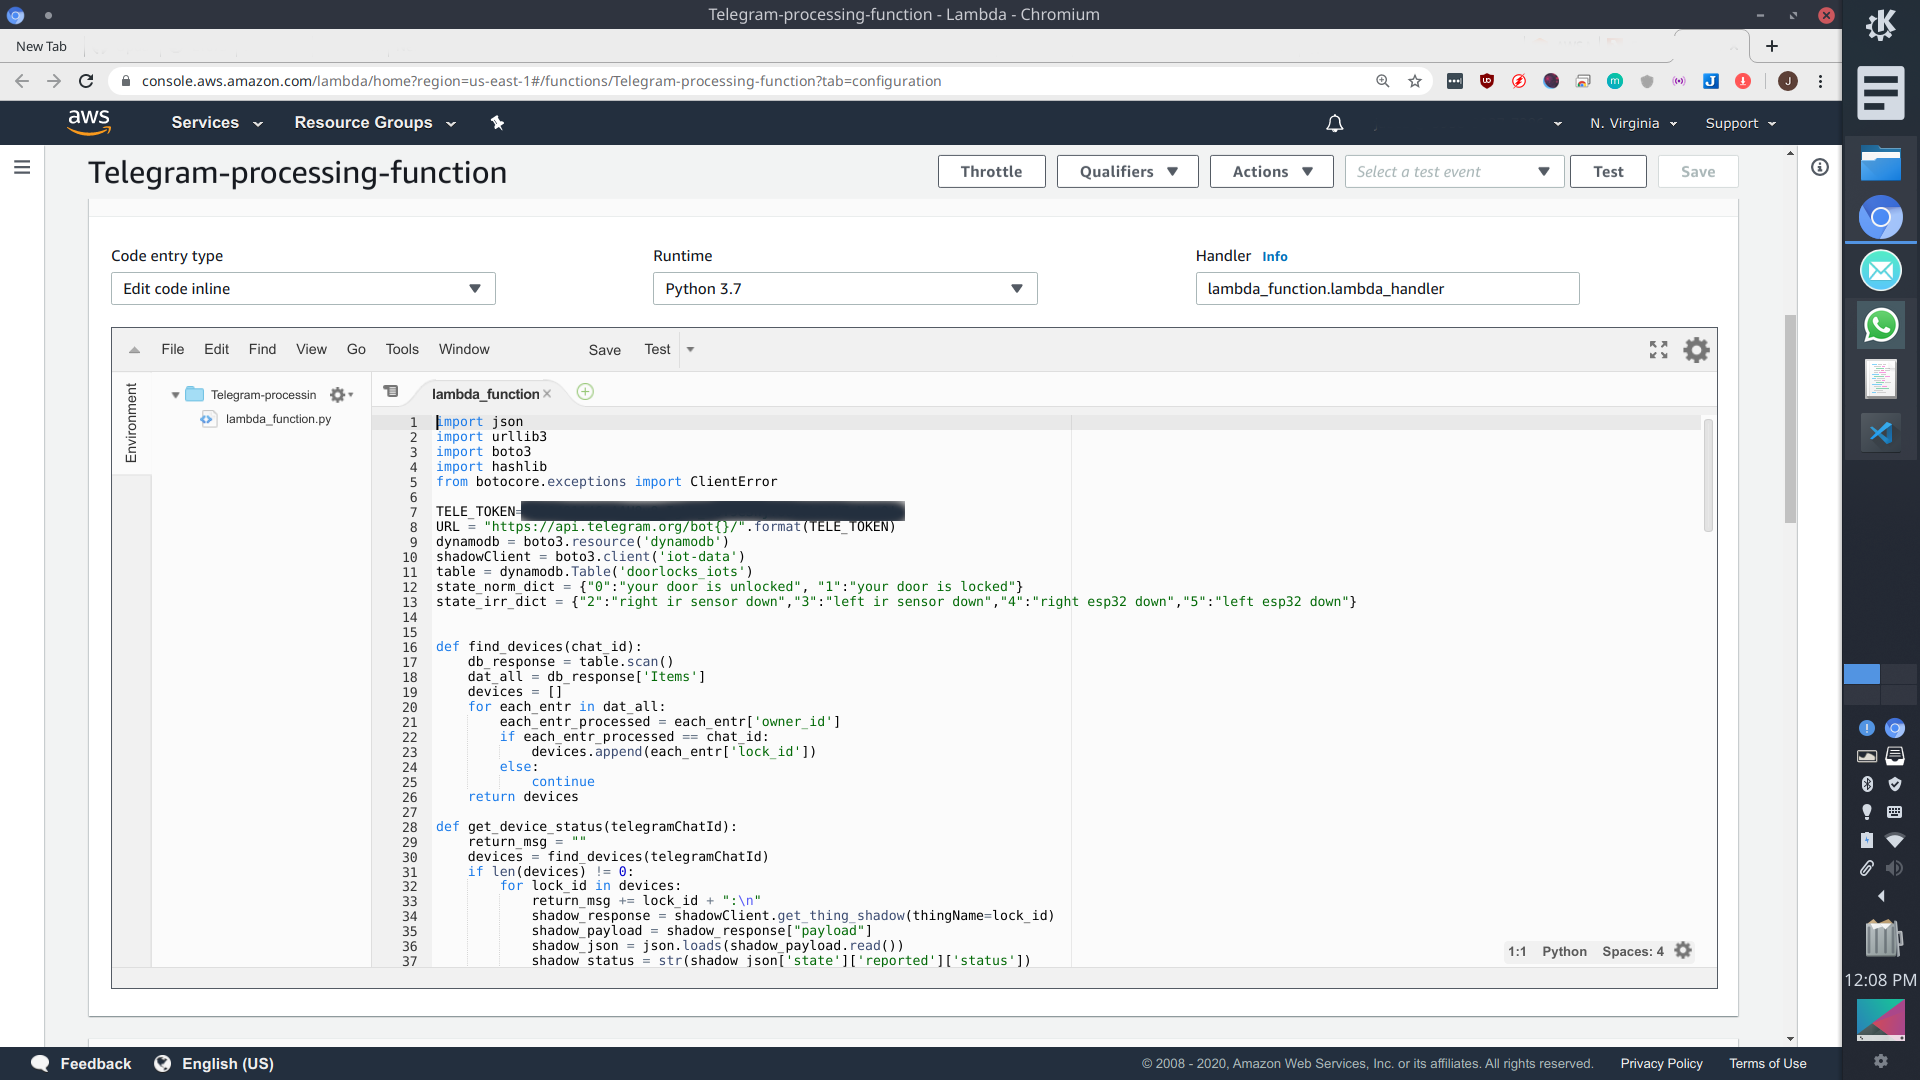 Telegram-processing-function - Lambda - Chromium
New Tab
console.aws.amazon.com/lambda/home?region=us-east-1#/functions/Telegram-processing-function?tab=configuration
J
aws
Services
Resource Groups
N. Virginia
Support
Telegram-processing-function
Throttle
Qualifiers
Actions
Select a test event
Test
Save
Code entry type
Runtime
Handler Info
Edit code inline
Python 3.7
lambda_function.lambda_handler
File Edit Find View Go Tools Window Save Test
Environment
Telegram-processin
lambda_function.py
lambda_function
1 import json
2 import urllib3
3 import boto3
4 import hashlib
5 from botocore.exceptions import ClientError
6
7 TELE_TOKEN=
8 URL = "https://api.telegram.org/bot{}/".format(TELE_TOKEN)
9 dynamodb = boto3.resource('dynamodb')
10 shadowClient = boto3.client('iot-data')
11 table = dynamodb.Table('doorlocks_iots')
12 state_norm_dict = {"0":"your door is unlocked", "1":"your door is locked"}
13 state_irr_dict = {"2":"right ir sensor down","3":"left ir sensor down","4":"right esp32 down","5":"left esp32 down"}
14
15
16 def find_devices(chat_id):
17     db_response = table.scan()
18     dat_all = db_response['Items']
19     devices = []
20     for each_entr in dat_all:
21         each_entr_processed = each_entr['owner_id']
22         if each_entr_processed == chat_id:
23             devices.append(each_entr['lock_id'])
24         else:
25             continue
26     return devices
27
28 def get_device_status(telegramChatId):
29     return_msg = ""
30     devices = find_devices(telegramChatId)
31     if len(devices) != 0:
32         for lock_id in devices:
33             return_msg += lock_id + ":\n"
34             shadow_response = shadowClient.get_thing_shadow(thingName=lock_id)
35             shadow_payload = shadow_response["payload"]
36             shadow_json = json.loads(shadow_payload.read())
37             shadow_status = str(shadow_json['state']['reported']['status'])
1:1 Python Spaces: 4
12:08 PM
Feedback
English (US)
© 2008 - 2020, Amazon Web Services, Inc. or its affiliates. All rights reserved.
Privacy Policy
Terms of Use